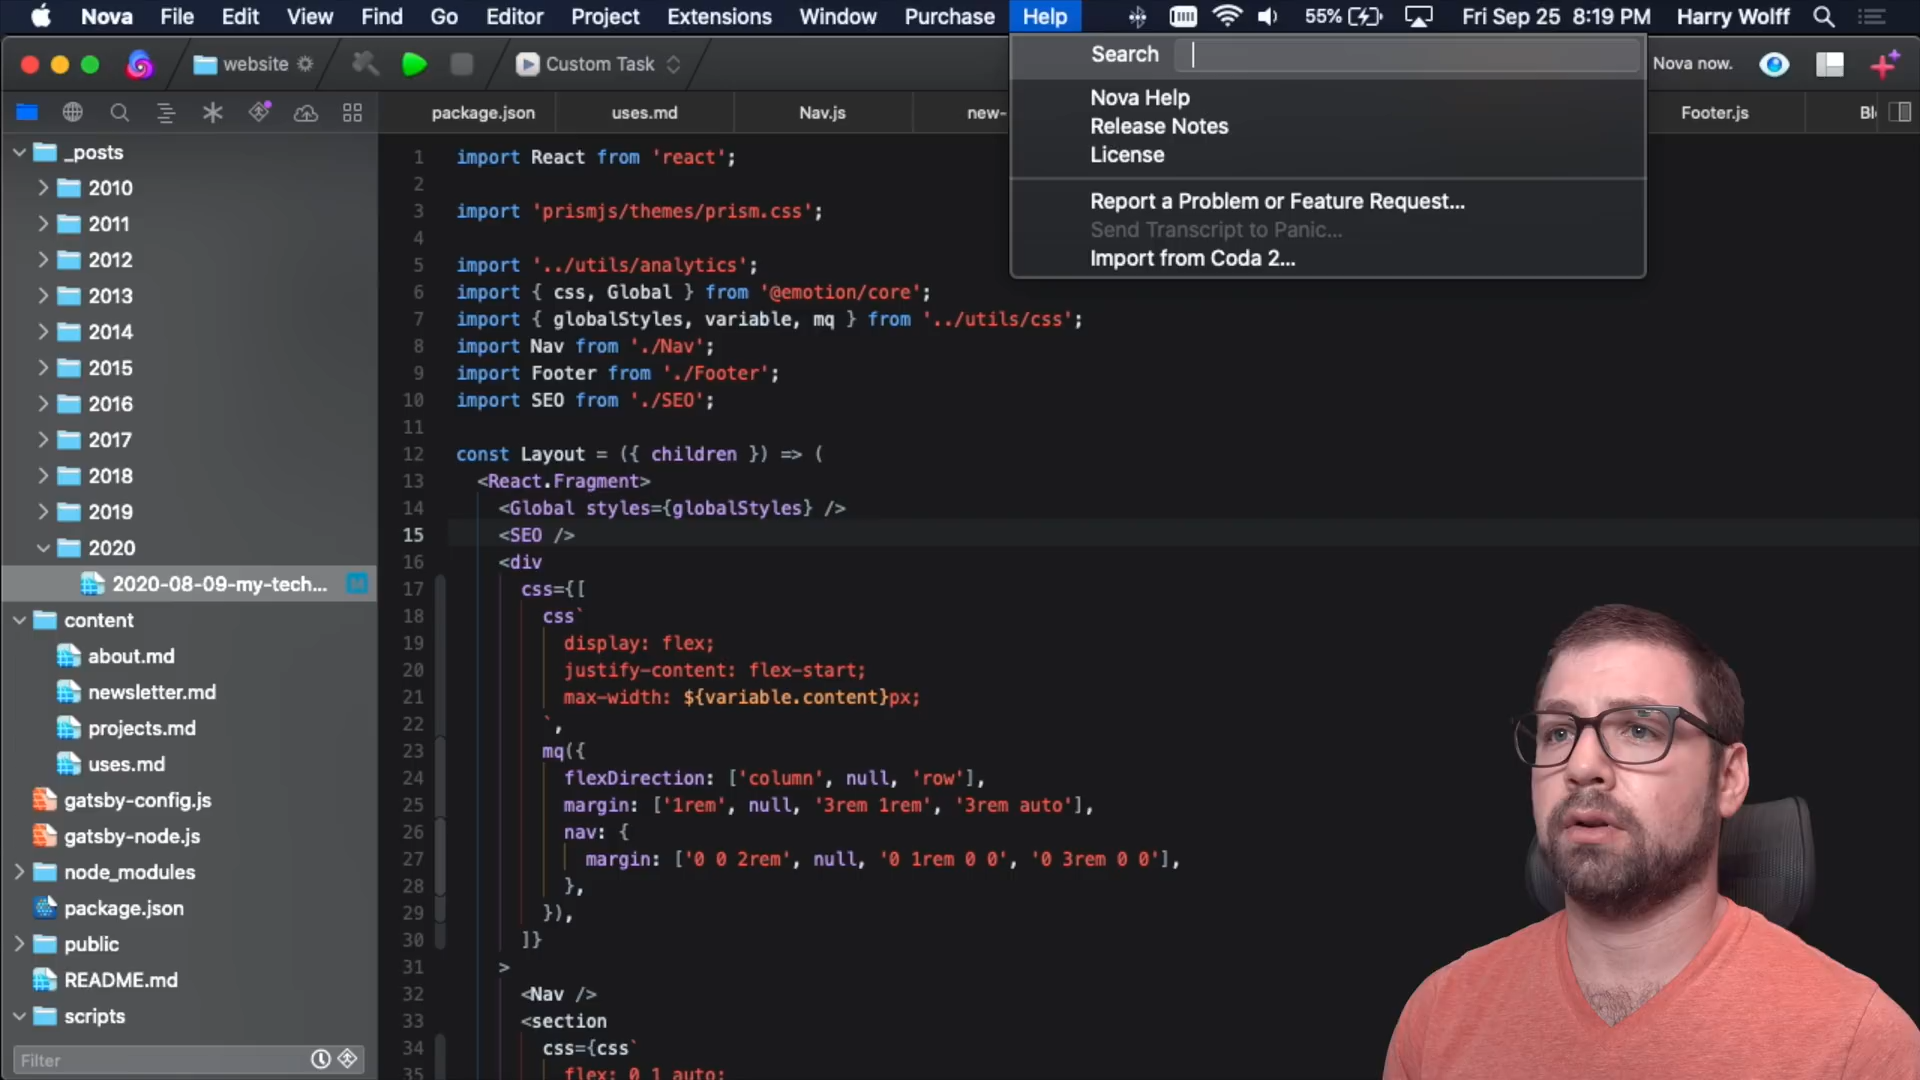 Nova File Edit View Find Go Editor Project Extensions Window Purchase Help 55% Fri Sep 25 8:19 PM Harry Wolff
website Custom Task Nova now.
Search
Nova Help
Release Notes
License
Report a Problem or Feature Request...
Send Transcript to Panic...
Import from Coda 2...
package.json uses.md Nav.js new- Footer.js Bl
_posts
2010
2011
2012
2013
2014
2015
2016
2017
2018
2019
2020
2020-08-09-my-tech... M
content
about.md
newsletter.md
projects.md
uses.md
gatsby-config.js
gatsby-node.js
node_modules
package.json
public
README.md
scripts
Filter
1 import React from 'react';
2
3 import 'prismjs/themes/prism.css';
4
5 import '../utils/analytics';
6 import { css, Global } from '@emotion/core';
7 import { globalStyles, variable, mq } from '../utils/css';
8 import Nav from './Nav';
9 import Footer from './Footer';
10 import SEO from './SEO';
11
12 const Layout = ({ children }) => (
13 <React.Fragment>
14 <Global styles={globalStyles} />
15 <SEO />
16 <div
17 css={[
18 css`
19 display: flex;
20 justify-content: flex-start;
21 max-width: ${variable.content}px;
22 `,
23 mq({
24 flexDirection: ['column', null, 'row'],
25 margin: ['1rem', null, '3rem 1rem', '3rem auto'],
26 nav: {
27 margin: ['0 0 2rem', null, '0 1rem 0 0', '0 3rem 0 0'],
28 },
29 }),
30 ]}
31 >
32 <Nav />
33 <section
34 css={css`
35 flex: 0 1 auto;